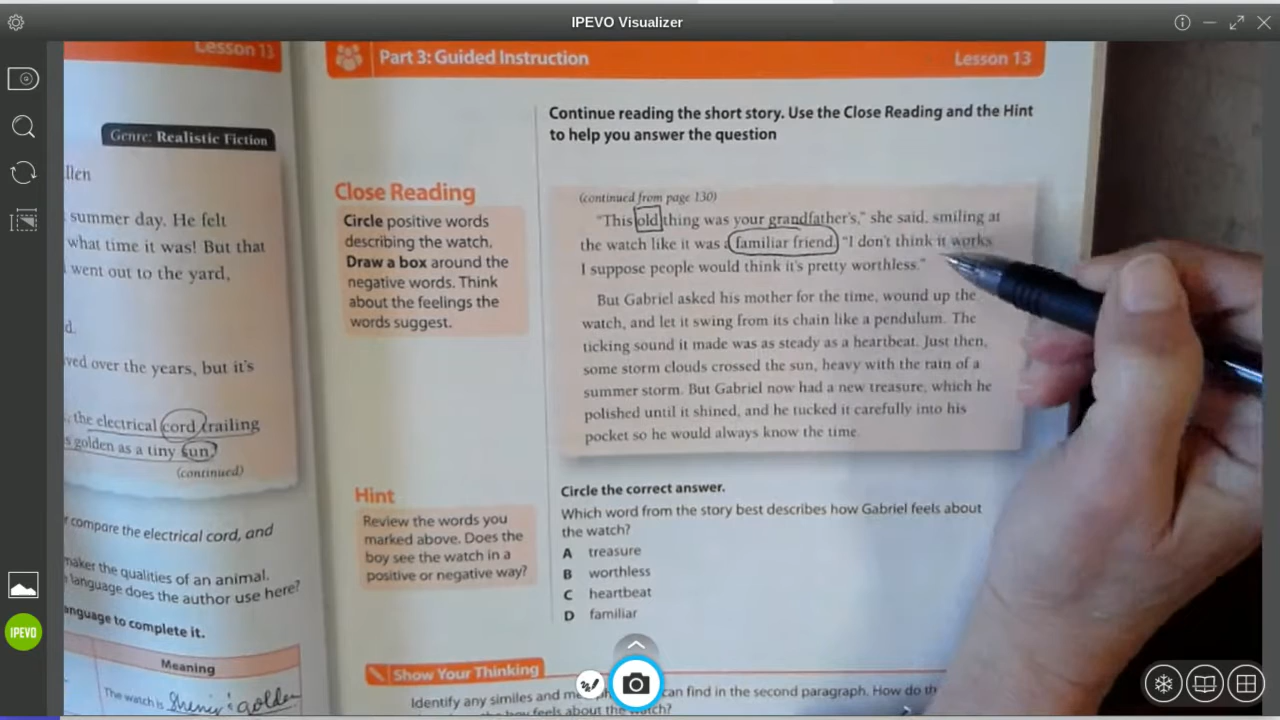 IPEVO Visualizer
Lesson 13
Genre: Realistic Fiction
llen
summer day. He felt
what time it was! But that
went out to the yard,
d.
ved over the years, but it's
the electrical cord trailing
s golden as a tiny sun.
(continued)
compare the electrical cord, and
maker the qualities of an animal.
language does the author use here?
anguage to complete it.
Meaning
The watch is
Part 3: Guided Instruction
Lesson 13
Continue reading the short story. Use the Close Reading and the Hint
to help you answer the question
Close Reading
Circle positive words
describing the watch.
Draw a box around the
negative words. Think
about the feelings the
words suggest.
(continued from page 130)
"This old thing was your grandfather's," she said, smiling at
the watch like it was a familiar friend. "I don't think it works.
I suppose people would think it's pretty worthless."
But Gabriel asked his mother for the time, wound up the
watch, and let it swing from its chain like a pendulum. The
ticking sound it made was as steady as a heartbeat. Just then,
some storm clouds crossed the sun, heavy with the rain of a
summer storm. But Gabriel now had a new treasure, which he
polished until it shined, and he tucked it carefully into his
pocket so he would always know the time.
Hint
Review the words you
marked above. Does the
boy see the watch in a
positive or negative way?
Circle the correct answer.
Which word from the story best describes how Gabriel feels about
the watch?
A treasure
B worthless
C heartbeat
D familiar
Show Your Thinking
Identify any similes and me can find in the second paragraph. How do th
boy feels about the watch?
IPEVO